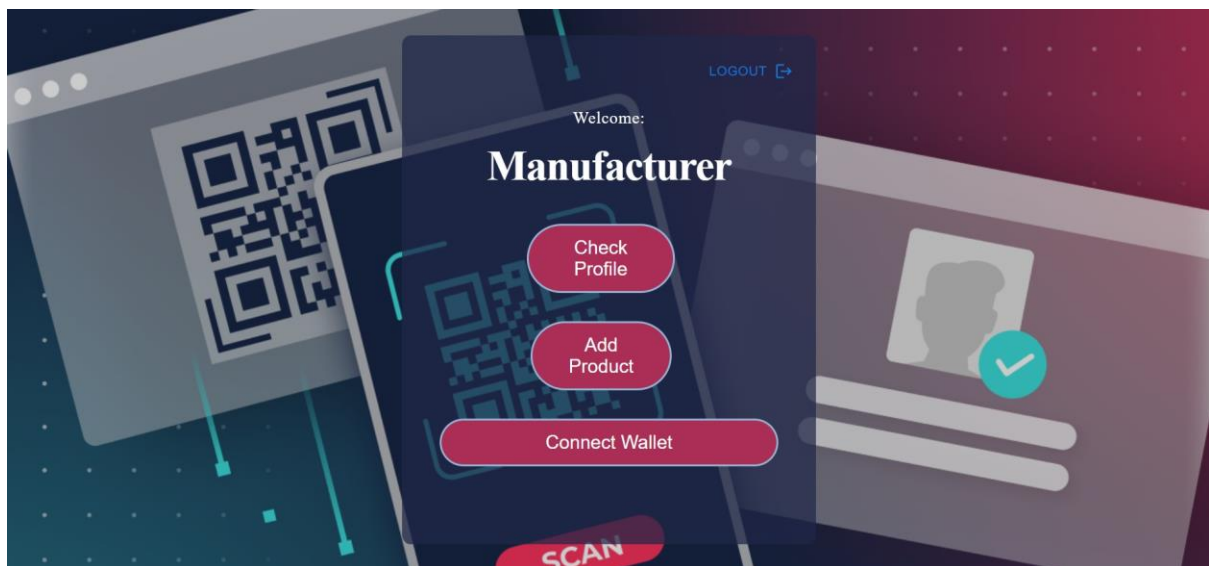 LOGOUT
Welcome:
Manufacturer
Check
Profile
Add
Product
Connect Wallet
SCAN